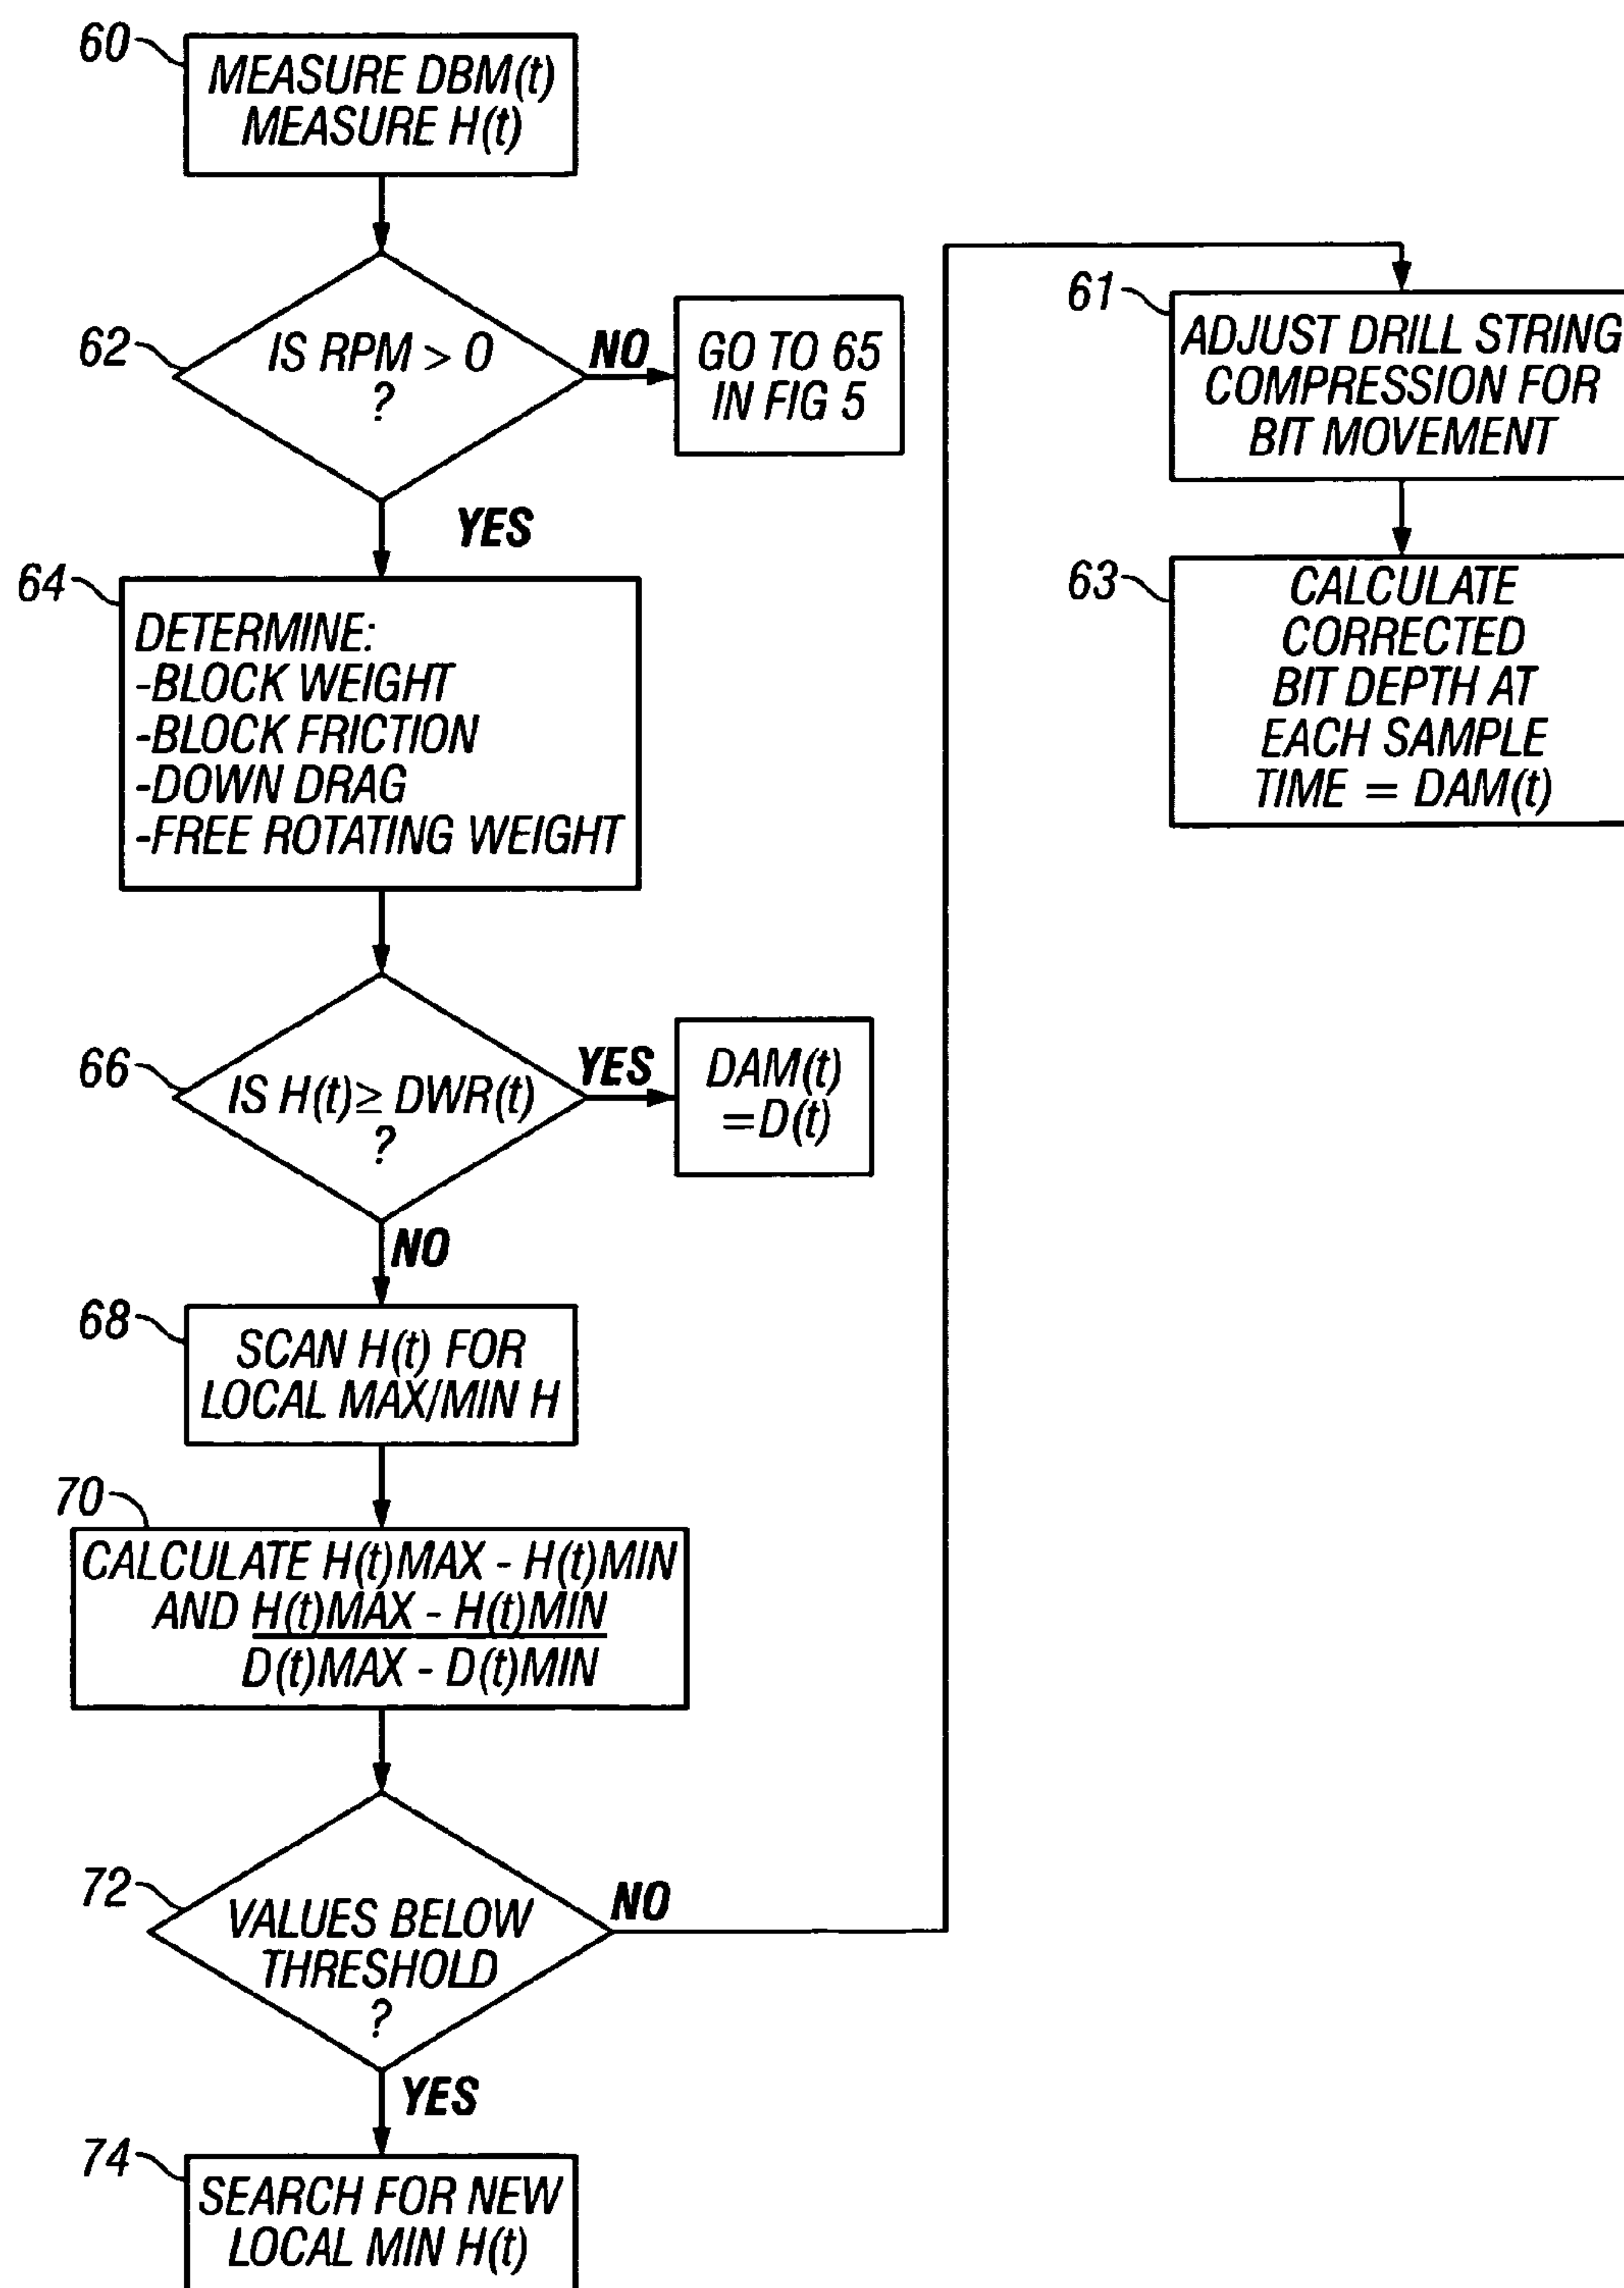 60
MEASURE DBM(t)
MEASURE H(t)
62
IS RPM > 0
?
NO
GO TO 65
IN FIG 5
YES
64
DETERMINE:
-BLOCK WEIGHT
-BLOCK FRICTION
-DOWN DRAG
-FREE ROTATING WEIGHT
66
IS H(t)≥ DWR(t)
?
YES
DAM(t)
=D(t)
NO
68
SCAN H(t) FOR
LOCAL MAX/MIN H
70
CALCULATE H(t)MAX - H(t)MIN
AND H(t)MAX - H(t)MIN
D(t)MAX - D(t)MIN
72
VALUES BELOW
THRESHOLD
?
NO
YES
74
SEARCH FOR NEW
LOCAL MIN H(t)
61
ADJUST DRILL STRING
COMPRESSION FOR
BIT MOVEMENT
63
CALCULATE
CORRECTED
BIT DEPTH AT
EACH SAMPLE
TIME = DAM(t)